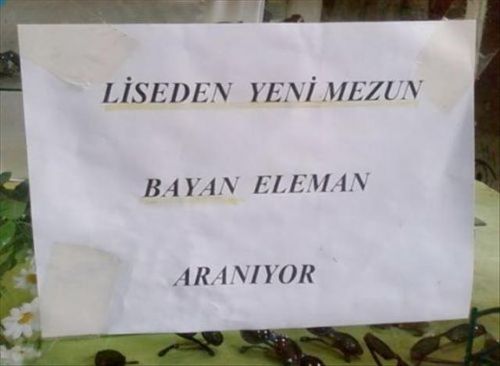 LİSEDEN YENİ MEZUN
BAYAN ELEMAN
ARANIYOR